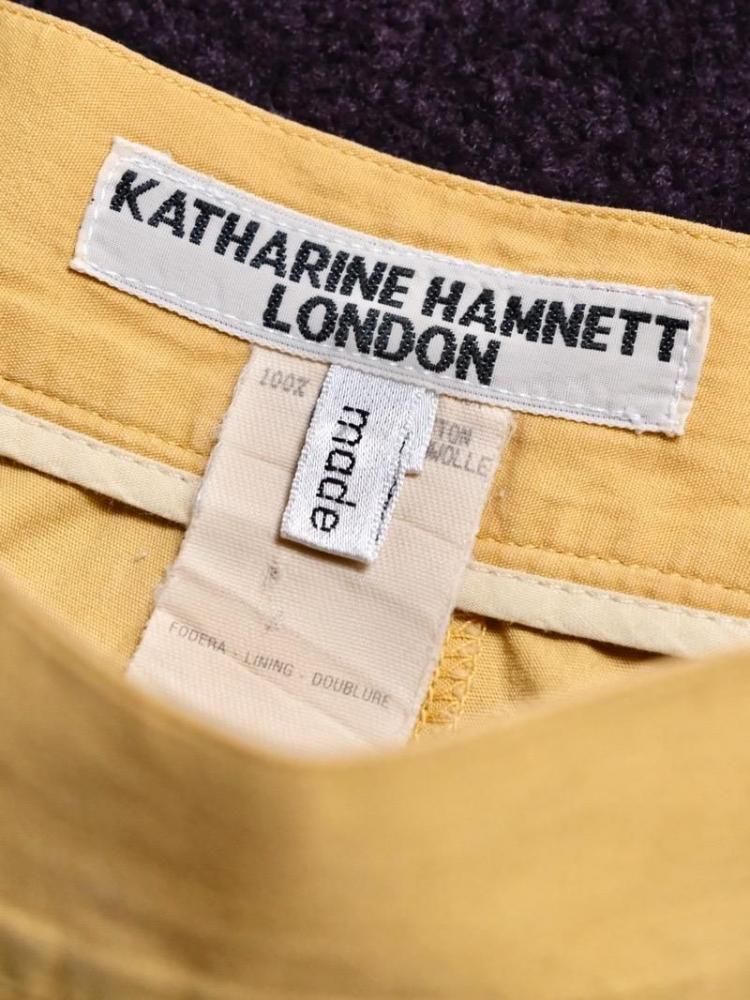 KATHARINE HAMNETT
LONDON
100%
TON
WOLLE
made
FODERA - LINING - DOUBLURE